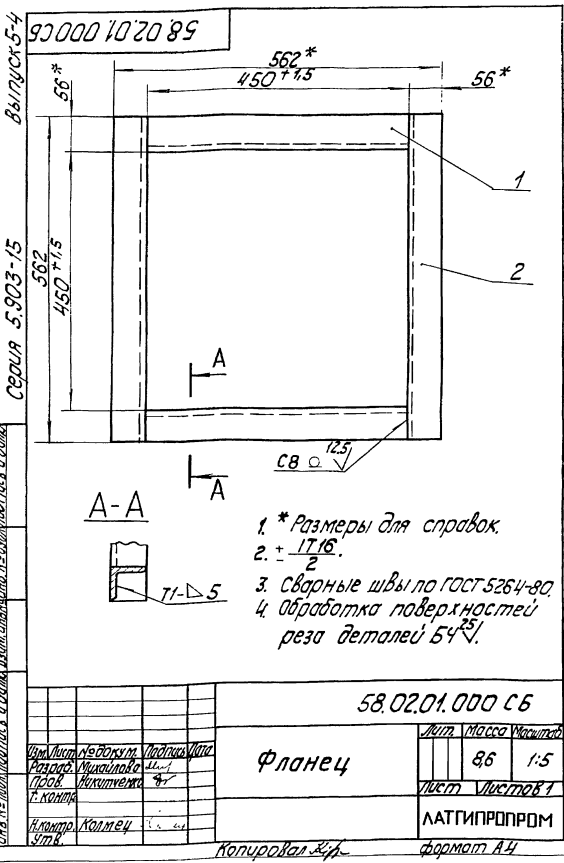 58.02.01.000 СБ
Выпуск 5-4
Серия 5.903-15
562*
450+1,5
56*
56*
562
450+1,5
1
2
А
А
С8 12,5
А-А
Т1- 5
1. * Размеры для справок.
2. ± IT16/2.
3. Сварные швы по ГОСТ 5264-80.
4. Обработка поверхностей
реза деталей БЧ 25.
58.02.01.000 СБ
Лит. Масса Масштаб
Изм. Лист № докум. Подпись Дата
Разраб. Михайлова
Фланец
8,6 1:5
Пров. Никитченко
Т. контр.
Лист Листов 1
Н.контр. Колмец
Утв.
ЛАТГИПРОПРОМ
Копировал
формат А4